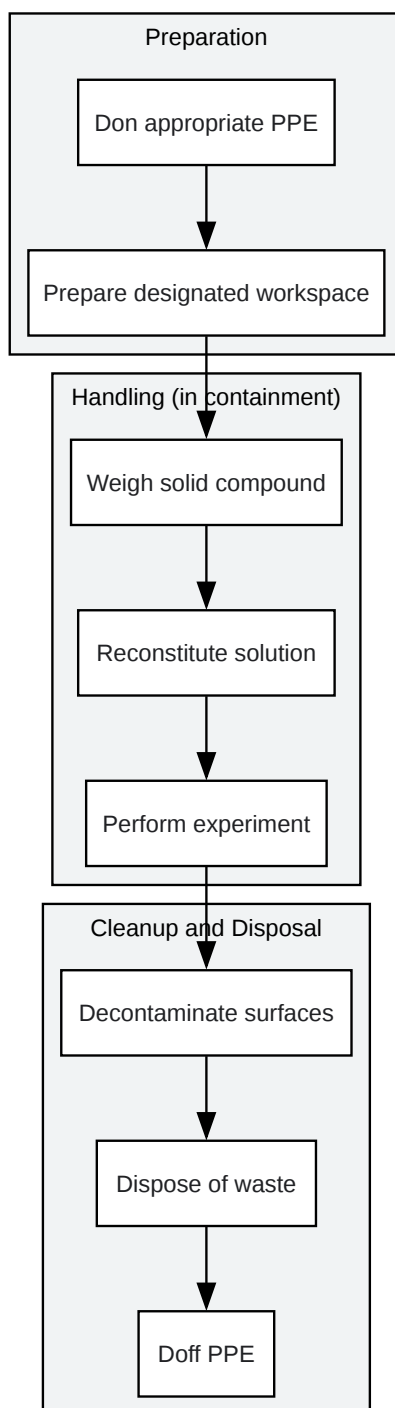 Preparation
Don appropriate PPE
Prepare designated workspace
Handling (in containment)
Weigh solid compound
Reconstitute solution
Perform experiment
Cleanup and Disposal
Decontaminate surfaces
Dispose of waste
Doff PPE